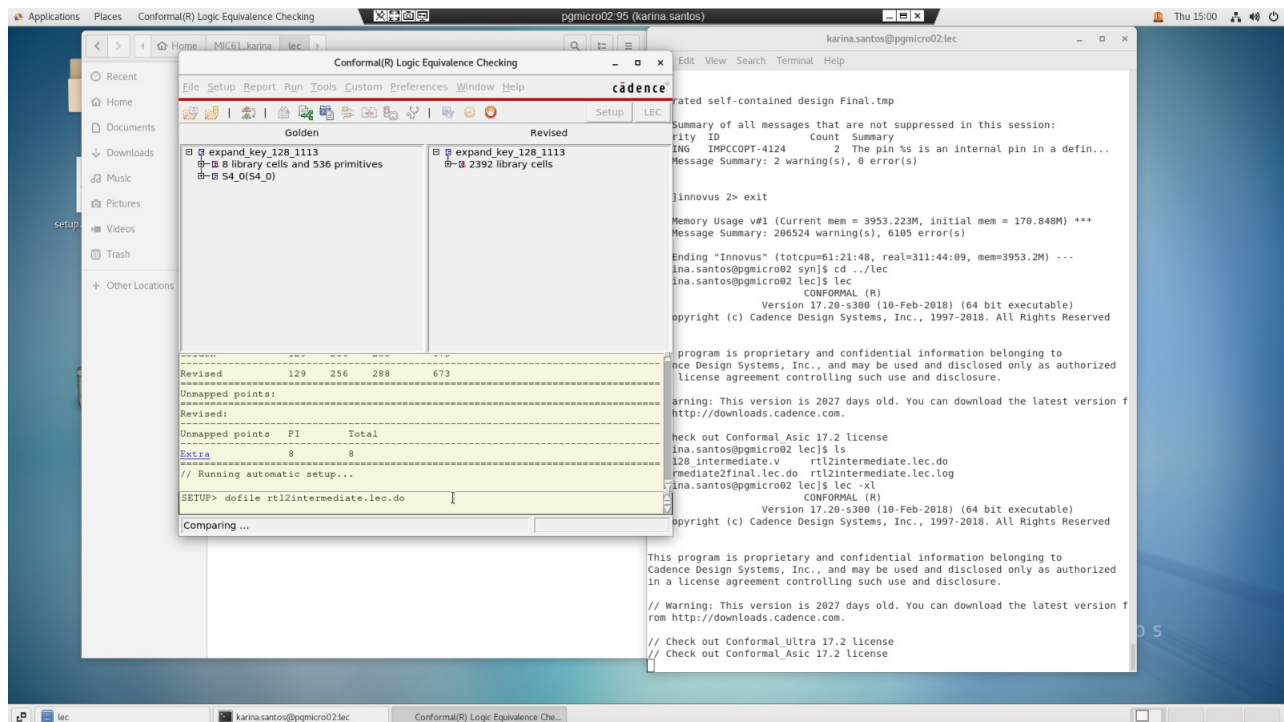 Applications Places Conformal(R) Logic Equivalence Checking
pgmicro02:95 (karina.santos)
Thu 15:00
Home MIC61_karina lec
Recent
Home
Documents
Downloads
Music
Pictures
Videos
Trash
+ Other Locations
setup
Conformal(R) Logic Equivalence Checking
File Setup Report Run Tools Custom Preferences Window Help
cādence
Setup LEC
Golden Revised
expand_key_128_1113
8 library cells and 536 primitives
S4_0(S4_0)
expand_key_128_1113
2392 library cells
Revised 129 256 288 673
Unmapped points:
Revised:
Unmapped points PI Total
Extra 8 8
// Running automatic setup...
SETUP> dofile rtl2intermediate.lec.do
Comparing ...
karina.santos@pgmicro02:lec
Edit View Search Terminal Help
rated self-contained design Final.tmp
Summary of all messages that are not suppressed in this session:
rity ID Count Summary
ING IMPCCOPT-4124 2 The pin %s is an internal pin in a defin...
Message Summary: 2 warning(s), 0 error(s)
]innovus 2> exit
Memory Usage v#1 (Current mem = 3953.223M, initial mem = 170.848M) ***
Message Summary: 206524 warning(s), 6105 error(s)
Ending "Innovus" (totcpu=61:21:48, real=311:44:09, mem=3953.2M) ---
ina.santos@pgmicro02 syn]$ cd ../lec
ina.santos@pgmicro02 lec]$ lec
CONFORMAL (R)
Version 17.20-s300 (10-Feb-2018) (64 bit executable)
opyright (c) Cadence Design Systems, Inc., 1997-2018. All Rights Reserved
program is proprietary and confidential information belonging to
nce Design Systems, Inc., and may be used and disclosed only as authorized
license agreement controlling such use and disclosure.
arning: This version is 2027 days old. You can download the latest version f
http://downloads.cadence.com.
heck out Conformal_Asic 17.2 license
ina.santos@pgmicro02 lec]$ ls
128_intermediate.v rtl2intermediate.lec.do
rmediate2final.lec.do rtl2intermediate.lec.log
ina.santos@pgmicro02 lec]$ lec -xl
CONFORMAL (R)
Version 17.20-s300 (10-Feb-2018) (64 bit executable)
opyright (c) Cadence Design Systems, Inc., 1997-2018. All Rights Reserved
This program is proprietary and confidential information belonging to
Cadence Design Systems, Inc., and may be used and disclosed only as authorized
in a license agreement controlling such use and disclosure.
// Warning: This version is 2027 days old. You can download the latest version f
rom http://downloads.cadence.com.
// Check out Conformal_Ultra 17.2 license
// Check out Conformal_Asic 17.2 license
O S
lec
karina.santos@pgmicro02:lec
Conformal(R) Logic Equivalence Che...